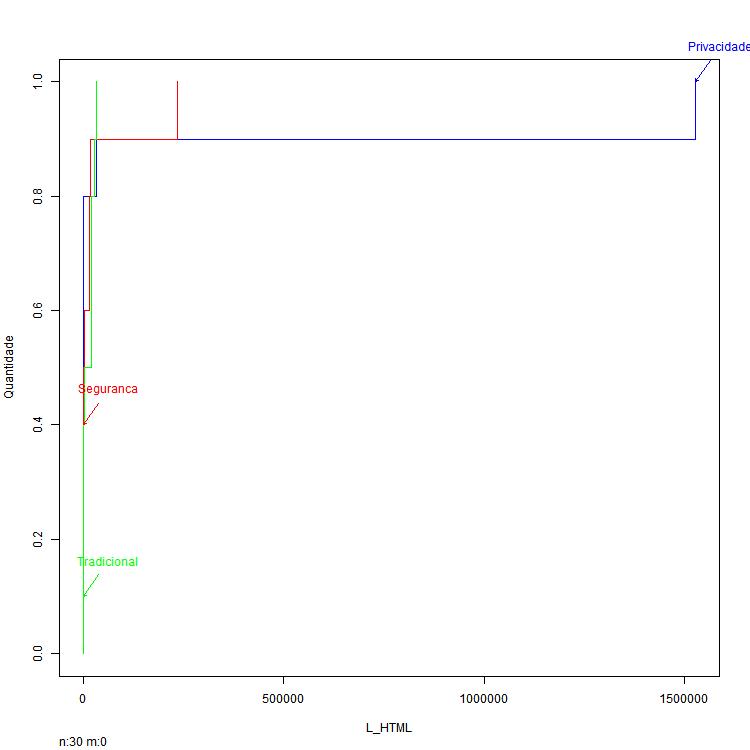 Privacidade
1.0
0.8
0.6
0.4
0.2
0.0
Quantidade
Seguranca
Tradicional
0
500000
1000000
1500000
L_HTML
n:30 m:0